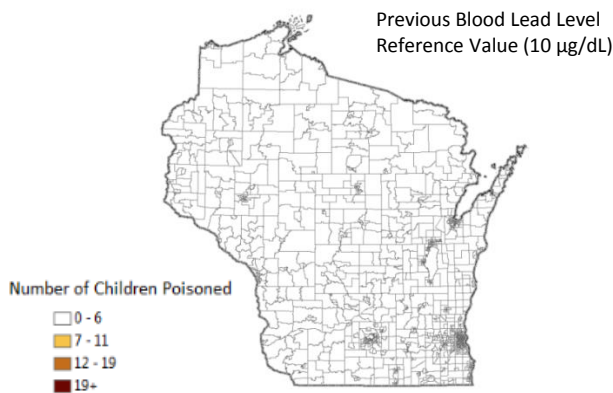 Previous Blood Lead Level
Reference Value (10 µg/dL)
Number of Children Poisoned
0 - 6
7 - 11
12 - 19
19+